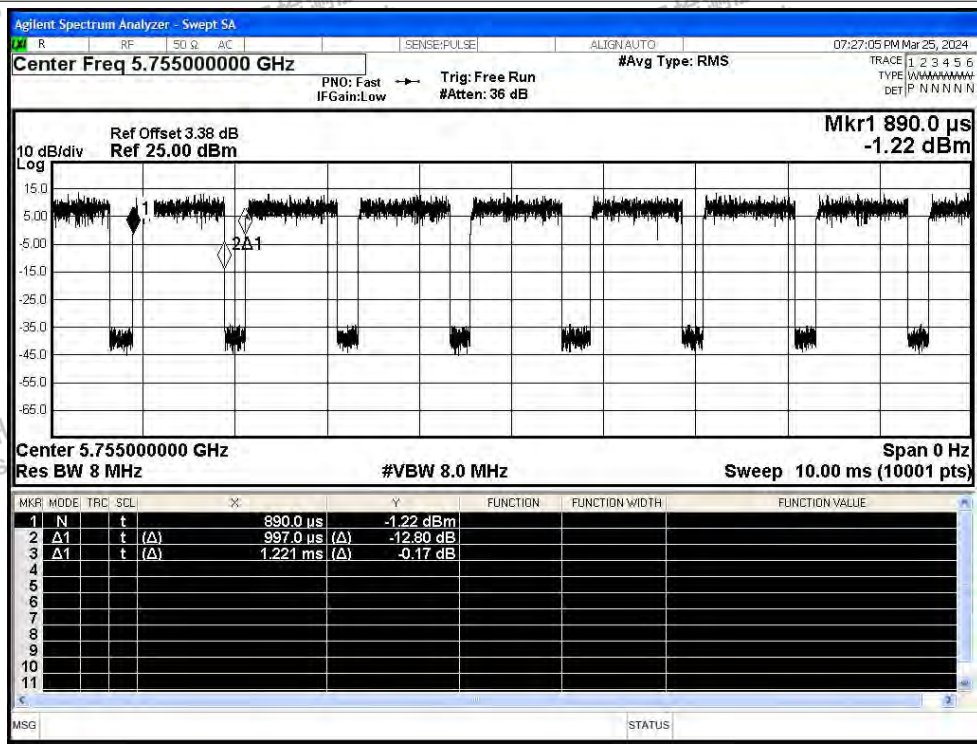 Agilent Spectrum Analyzer - Swept SA
R RF 50 Ω AC SENSE:PULSE ALIGN AUTO 07:27:05 PM Mar 25, 2024
Center Freq 5.755000000 GHz #Avg Type: RMS TRACE 1 2 3 4 5 6
PNO: Fast Trig: Free Run TYPE WWWWWW
IFGain:Low #Atten: 36 dB DET P N N N N N
Mkr1 890.0 µs
Ref Offset 3.38 dB
10 dB/div Ref 25.00 dBm -1.22 dBm
Log
15.0
5.00
1
-5.00
2Δ1
-15.0
-25.0
-35.0
-45.0
-55.0
-65.0
Center 5.755000000 GHz Span 0 Hz
Res BW 8 MHz #VBW 8.0 MHz Sweep 10.00 ms (10001 pts)
MKR MODE TRC SCL X Y FUNCTION FUNCTION WIDTH FUNCTION VALUE
1 N t 890.0 µs -1.22 dBm
2 Δ1 t (Δ) 997.0 µs (Δ) -12.80 dB
3 Δ1 t (Δ) 1.221 ms (Δ) -0.17 dB
4
5
6
7
8
9
10
11
MSG STATUS